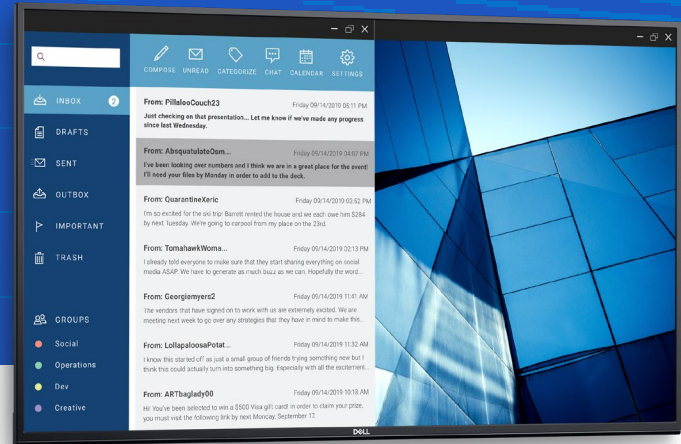 COMPOSE UNREAD CATEGORIZE CHAT CALENDAR SETTINGS
INBOX 2
DRAFTS
SENT
OUTBOX
IMPORTANT
TRASH
GROUPS
Social
Operations
Dev
Creative
From: PillalooCouch23 Friday 09/14/2019 05:11 PM
Just checking on that presentation... Let me know if we've made any progress
since last Wednesday.
From: AbsquatulateOsm... Friday 09/14/2019 04:07 PM
I've been looking over numbers and I think we are in a great place for the event!
I'll need your files by Monday in order to add to the deck.
From: QuarantineXeric Friday 09/14/2019 03:52 PM
I'm so excited for the ski trip! Barrett rented the house and we each owe him $284
by next Tuesday. We're going to carpool from my place on the 23rd.
From: TomahawkWoma... Friday 09/14/2019 02:13 PM
I already told everyone to make sure that they start sharing everything on social
media ASAP. We have to generate as much buzz as we can. Hopefully the word...
From: Georgiemyers2 Friday 09/14/2019 11:41 AM
The vendors that have signed on to work with us are extremely excited. We are
meeting next week to go over any strategies that they have in mind to make this...
From: LollapaloosaPotat... Friday 09/14/2019 11:32 AM
I know this started off as just a small group of friends trying something new but I
think this could actually turn into something big. Especially with all the excitement...
From: ARTbaglady00 Friday 09/14/2019 10:18 AM
Hi! You've been selected to win a $500 Visa gift card! In order to claim your prize,
you must visit the following link by next Monday, September 17.
DELL